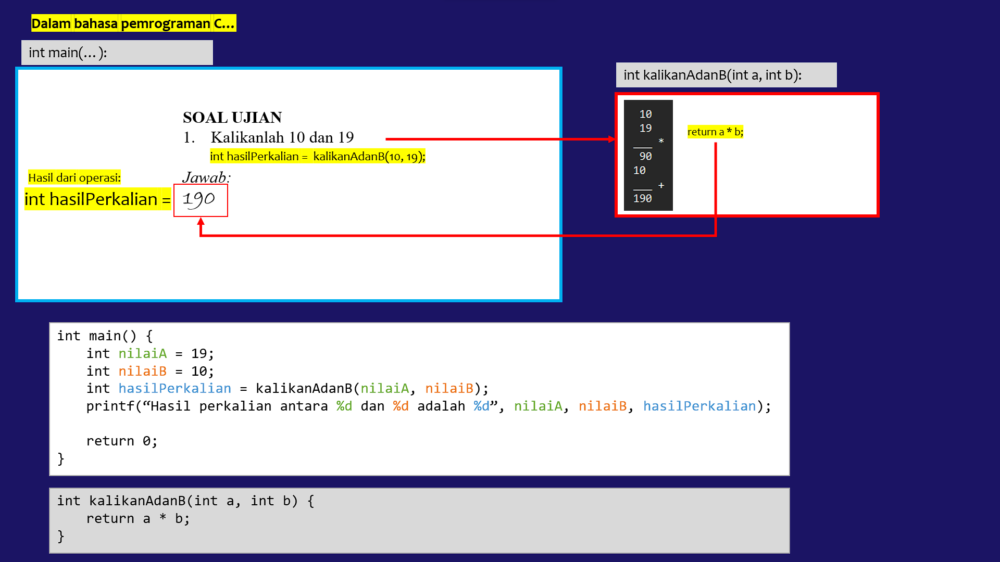 Dalam bahasa pemrograman C...
int main(... ):
SOAL UJIAN
1. Kalikanlah 10 dan 19
int hasilPerkalian = kalikanAdanB(10, 19);
Hasil dari operasi:
Jawab:
int hasilPerkalian =
190
int kalikanAdanB(int a, int b):
10
19
___ *
90
10
___ +
190
return a * b;
int main() {
int nilaiA = 19;
int nilaiB = 10;
int hasilPerkalian = kalikanAdanB(nilaiA, nilaiB);
printf(“Hasil perkalian antara %d dan %d adalah %d”, nilaiA, nilaiB, hasilPerkalian);
return 0;
}
int kalikanAdanB(int a, int b) {
return a * b;
}